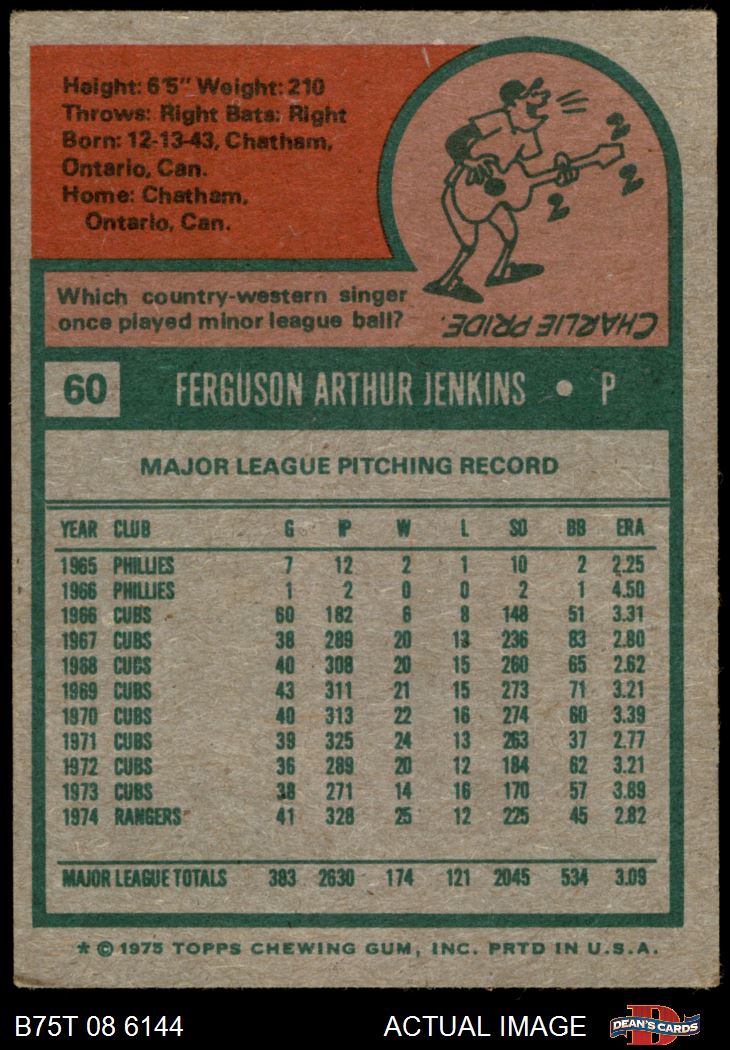 Height: 6'5" Weight: 210
Throws: Right Bats: Right
Born: 12-13-43, Chatham,
Ontario, Can.
Home: Chatham,
Ontario, Can.
Which country-western singer
once played minor league ball?
CHARLIE PRIDE.
60 FERGUSON ARTHUR JENKINS • P
MAJOR LEAGUE PITCHING RECORD
YEAR CLUB G IP W L SO BB ERA
1965 PHILLIES 7 12 2 1 10 2 2.25
1966 PHILLIES 1 2 0 0 2 1 4.50
1966 CUBS 60 182 6 8 148 51 3.31
1967 CUBS 38 289 20 13 236 83 2.80
1968 CUBS 40 308 20 15 260 65 2.62
1969 CUBS 43 311 21 15 273 71 3.21
1970 CUBS 40 313 22 16 274 60 3.39
1971 CUBS 39 325 24 13 263 37 2.77
1972 CUBS 36 289 20 12 184 62 3.21
1973 CUBS 38 271 14 16 170 57 3.89
1974 RANGERS 41 328 25 12 225 45 2.82
MAJOR LEAGUE TOTALS 383 2630 174 121 2045 534 3.09
* © 1975 TOPPS CHEWING GUM, INC. PRTD IN U.S.A.
B75T 08 6144 ACTUAL IMAGE DEAN'S CARDS